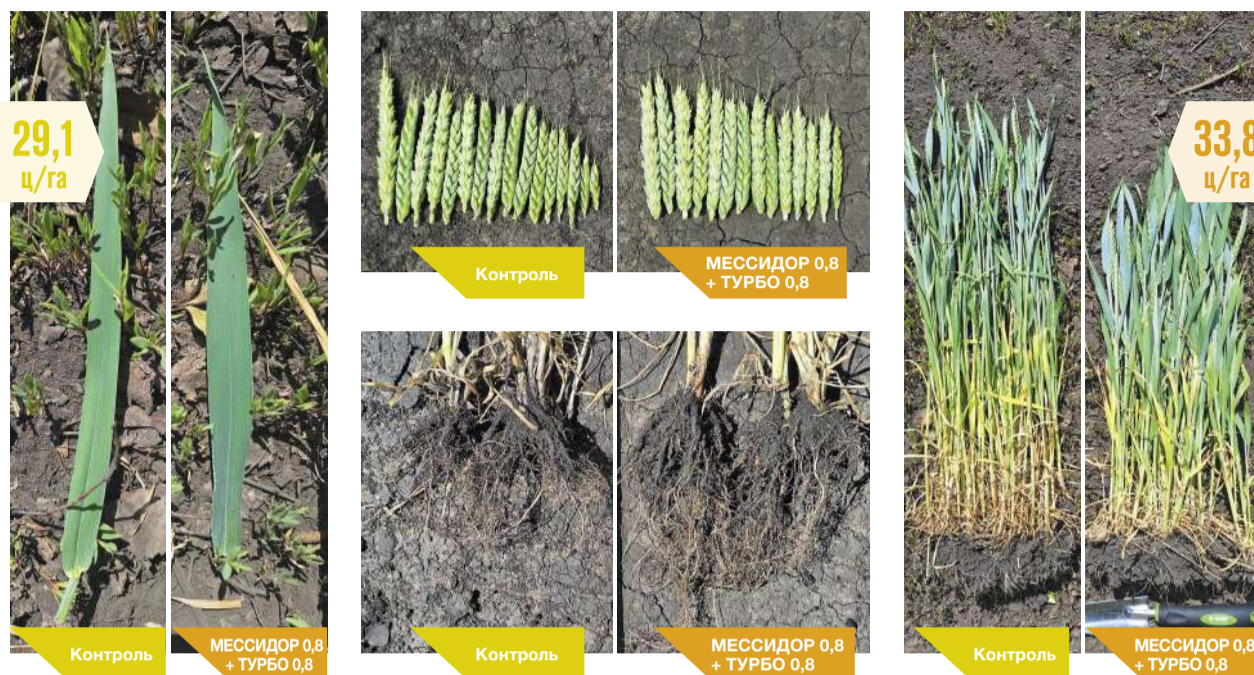 29,1
ц/га
Контроль
МЕССИДОР 0,8
+ ТУРБО 0,8
Контроль
МЕССИДОР 0,8
+ ТУРБО 0,8
Контроль
МЕССИДОР 0,8
+ ТУРБО 0,8
33,8
ц/га
Контроль
МЕССИДОР 0,8
+ ТУРБО 0,8